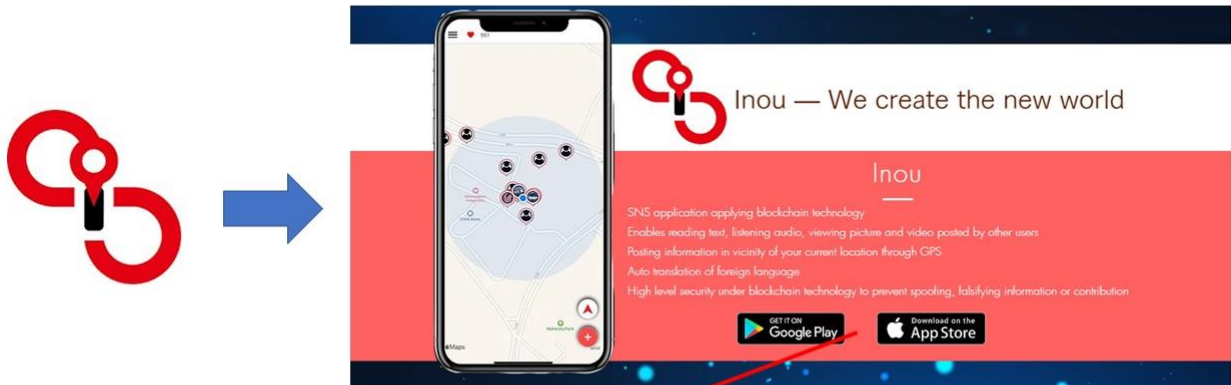 551
Maps
Inou — We create the new world
Inou
SNS application applying blockchain technology
Enables reading text, listening audio, viewing picture and video posted by other users
Posting information in vicinity of your current location through GPS
Auto translation of foreign language
High level security under blockchain technology to prevent spoofing, falsifying information or contribution
GET IT ON
Google Play
Download on the
App Store